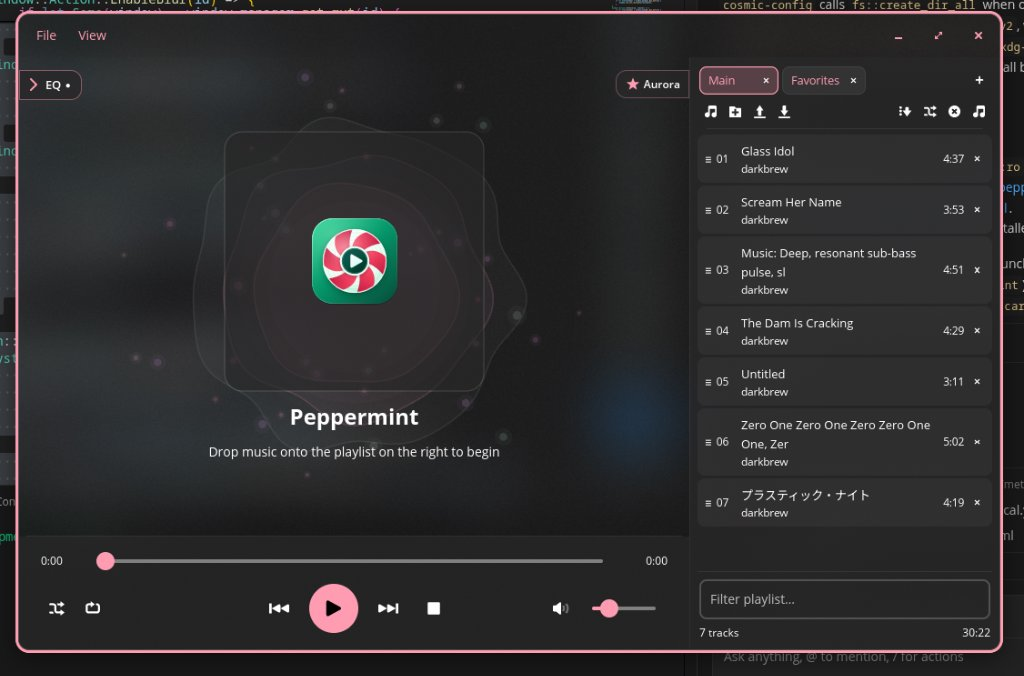 ndow::Action::EnableBlur(id) => {
cosmic-config calls fs::create_dir_all when
File View
EQ •
Aurora
Main ×
Favorites ×
+
01 Glass Idol
darkbrew
4:37 ×
02 Scream Her Name
darkbrew
3:53 ×
03 Music: Deep, resonant sub-bass
pulse, sl
darkbrew
4:51 ×
04 The Dam Is Cracking
darkbrew
4:29 ×
05 Untitled
darkbrew
3:11 ×
06 Zero One Zero One Zero Zero One
One, Zer
darkbrew
5:02 ×
07 プラスティック・ナイト
darkbrew
4:19 ×
Peppermint
Drop music onto the playlist on the right to begin
0:00
0:00
Filter playlist...
7 tracks
30:22
Ask anything, @ to mention, / for actions